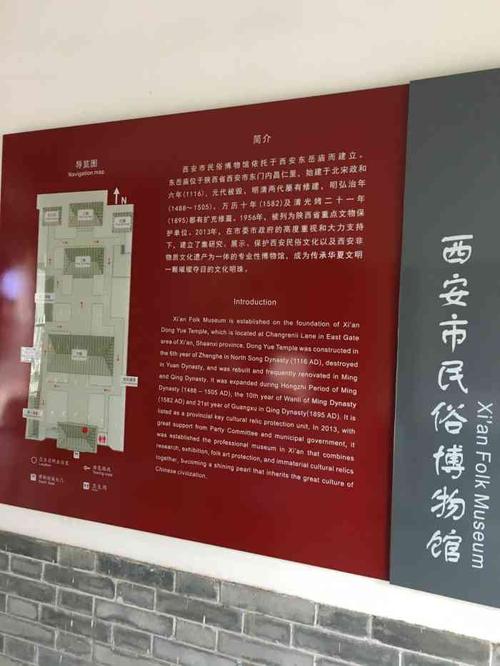 导览图
Navigation map
N
简介
西安市民俗博物馆依托于西安东岳庙而建立。
东岳庙位于陕西省西安市东门内昌仁里，始建于北宋政和
六年(1116)，元代被毁，明清两代屡有修建，明弘治年
(1488～1505)、万历十年(1582)及清光绪二十一年
(1895)都有扩充修葺。1956年，被列为陕西省重点文物保
护单位。2013年，在市委市政府的高度重视和大力支持
下，建立了集研究、展示、保护西安民俗文化以及西安非
物质文化遗产为一体的专业性博物馆，成为传承华夏文明
一颗璀璨夺目的文化明珠。
Introduction
Xi'an Folk Museum is established on the foundation of Xi'an
Dong Yue Temple, which is located at Changrenli Lane in East Gate
area of Xi'an, Shaanxi province. Dong Yue Temple was constructed in
the 6th year of Zhenghe in North Song Dynasty (1116 AD), destroyed
in Yuan Dynasty, and was rebuilt and frequently renovated in Ming
and Qing Dynasty. It was expanded during Hongzhi Period of Ming
Dynasty (1488 – 1505 AD), the 10th year of Wanli of Ming Dynasty
(1582 AD) and 21st year of Guangxu in Qing Dynasty(1895 AD). It is
listed as a provincial key cultural relic protection unit. In 2013, with
great support from Party Committee and municipal government, it
was established the professional museum in Xi'an that combines
research, exhibition, folk art protection, and immaterial cultural relics
together, becoming a shining pearl that inherits the great culture of
Chinese civilization.
西安市民俗博物馆
Xi'an Folk Museum